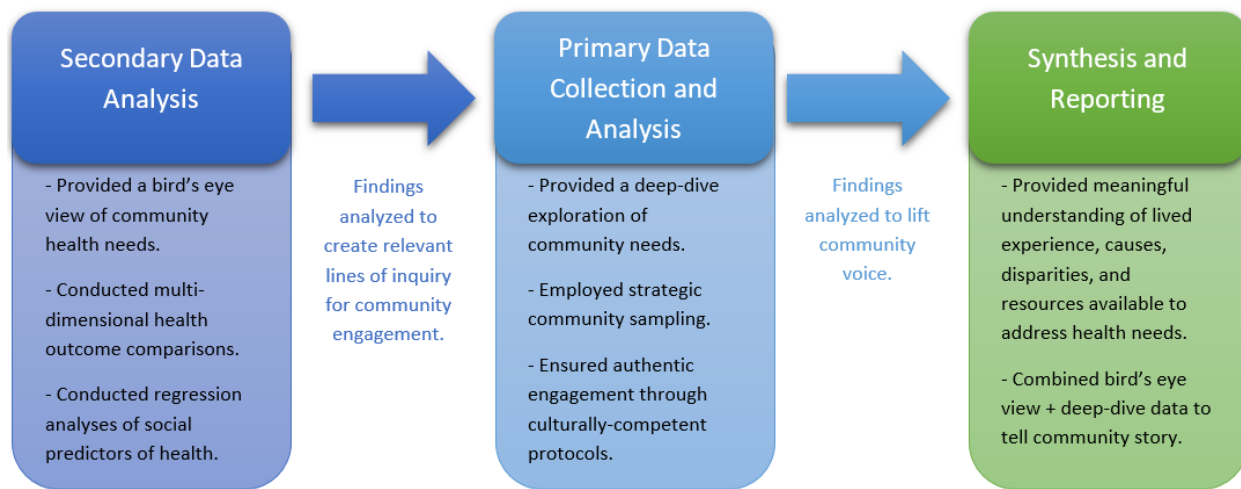 Secondary Data
Analysis
- Provided a bird’s eye
view of community
health needs.
- Conducted multi-
dimensional health
outcome comparisons.
- Conducted regression
analyses of social
predictors of health.
Findings
analyzed to
create relevant
lines of inquiry
for community
engagement.
Primary Data
Collection and
Analysis
- Provided a deep-dive
exploration of
community needs.
- Employed strategic
community sampling.
- Ensured authentic
engagement through
culturally-competent
protocols.
Findings
analyzed to lift
community
voice.
Synthesis and
Reporting
- Provided meaningful
understanding of lived
experience, causes,
disparities, and
resources available to
address health needs.
- Combined bird’s eye
view + deep-dive data to
tell community story.